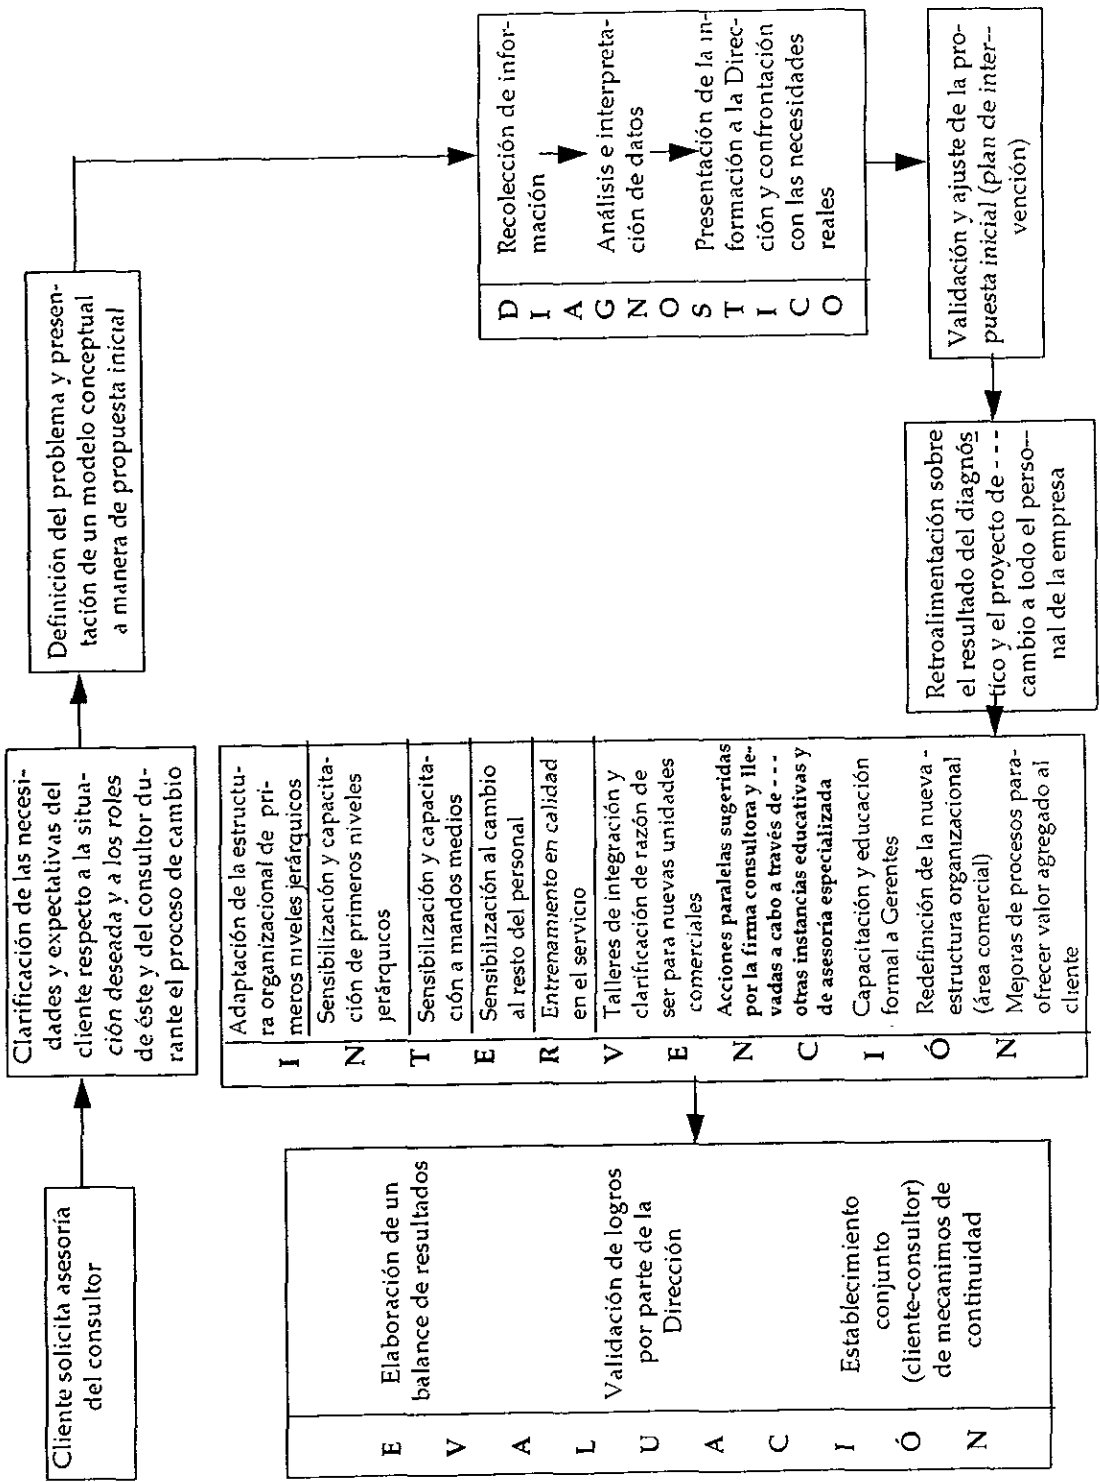 Cliente solicita asesoría
del consultor
Clarificación de las necesi-
dades y expectativas del
cliente respecto a la situa-
ción deseada y a los roles
de éste y del consultor du-
rante el proceso de cambio
Definición del problema y presen-
tación de un modelo conceptual
a manera de propuesta inicial
D
I
A
G
N
O
S
T
I
C
O
Recolección de infor-
mación
Análisis e interpreta-
ción de datos
Presentación de la in-
formación a la Direc-
ción y confrontación
con las necesidades
reales
Validación y ajuste de la pro-
puesta inicial (plan de inter--
vención)
Retroalimentación sobre
el resultado del diagnós
tico y el proyecto de - - -
cambio a todo el perso--
nal de la empresa
I
N
T
E
R
V
E
N
C
I
Ó
N
Adaptación de la estructu-
ra organizacional de pri-
meros niveles jerárquicos
Sensibilización y capacita-
ción de primeros niveles
jerárquicos
Sensibilización y capacita-
ción a mandos medios
Sensibilización al cambio
al resto del personal
Entrenamiento en calidad
en el servicio
Talleres de integración y
clarificación de razón de
ser para nuevas unidades
comerciales
Acciones paralelas sugeridas
por la firma consultora y lle-
vadas a cabo a través de - - -
otras instancias educativas y
de asesoría especializada
Capacitación y educación
formal a Gerentes
Redefinición de la nueva -
estructura organizacional
(área comercial)
Mejoras de procesos para-
ofrecer valor agregado al
cliente
E
V
A
L
U
A
C
I
Ó
N
Elaboración de un
balance de resultados
Validación de logros
por parte de la
Dirección
Establecimiento
conjunto
(cliente-consultor)
de mecanimos de
continuidad